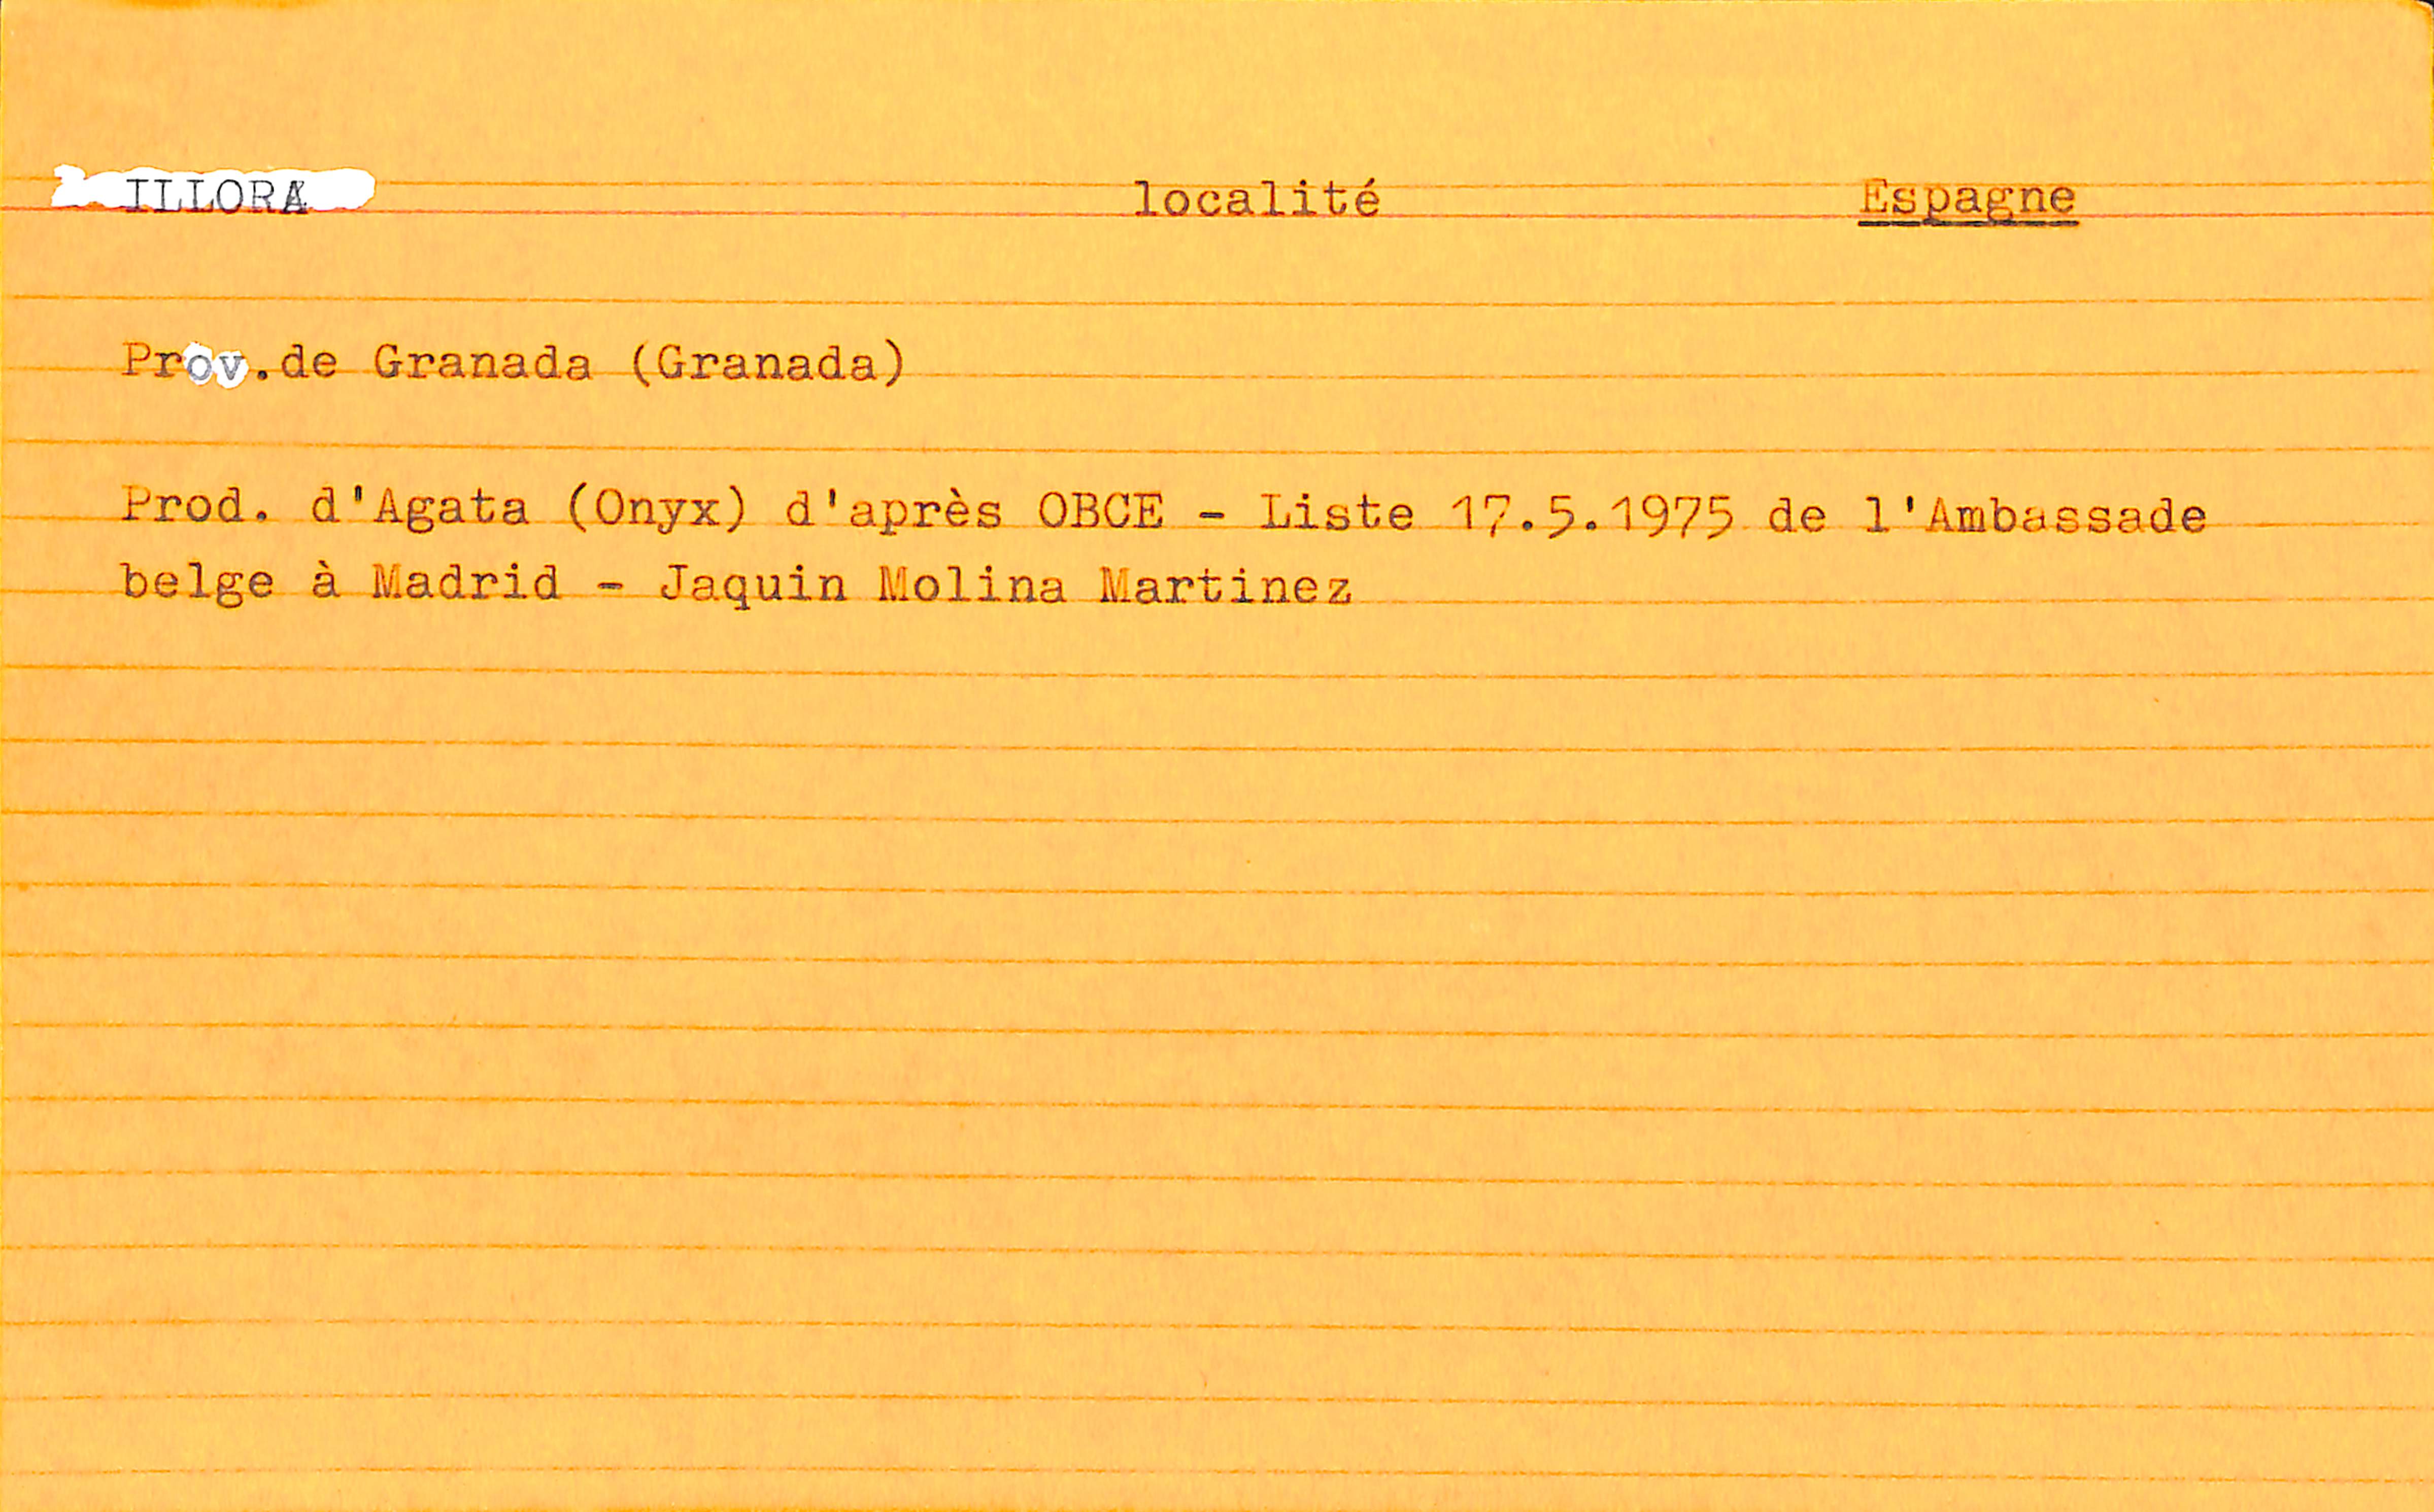 ILLORA localité Espagne
Prov.de Granada (Granada)
Prod. d'Agata (Onyx) d'après OBCE - Liste 17.5.1975 de l'Ambassade
belge à Madrid - Jaquin Molina Martinez